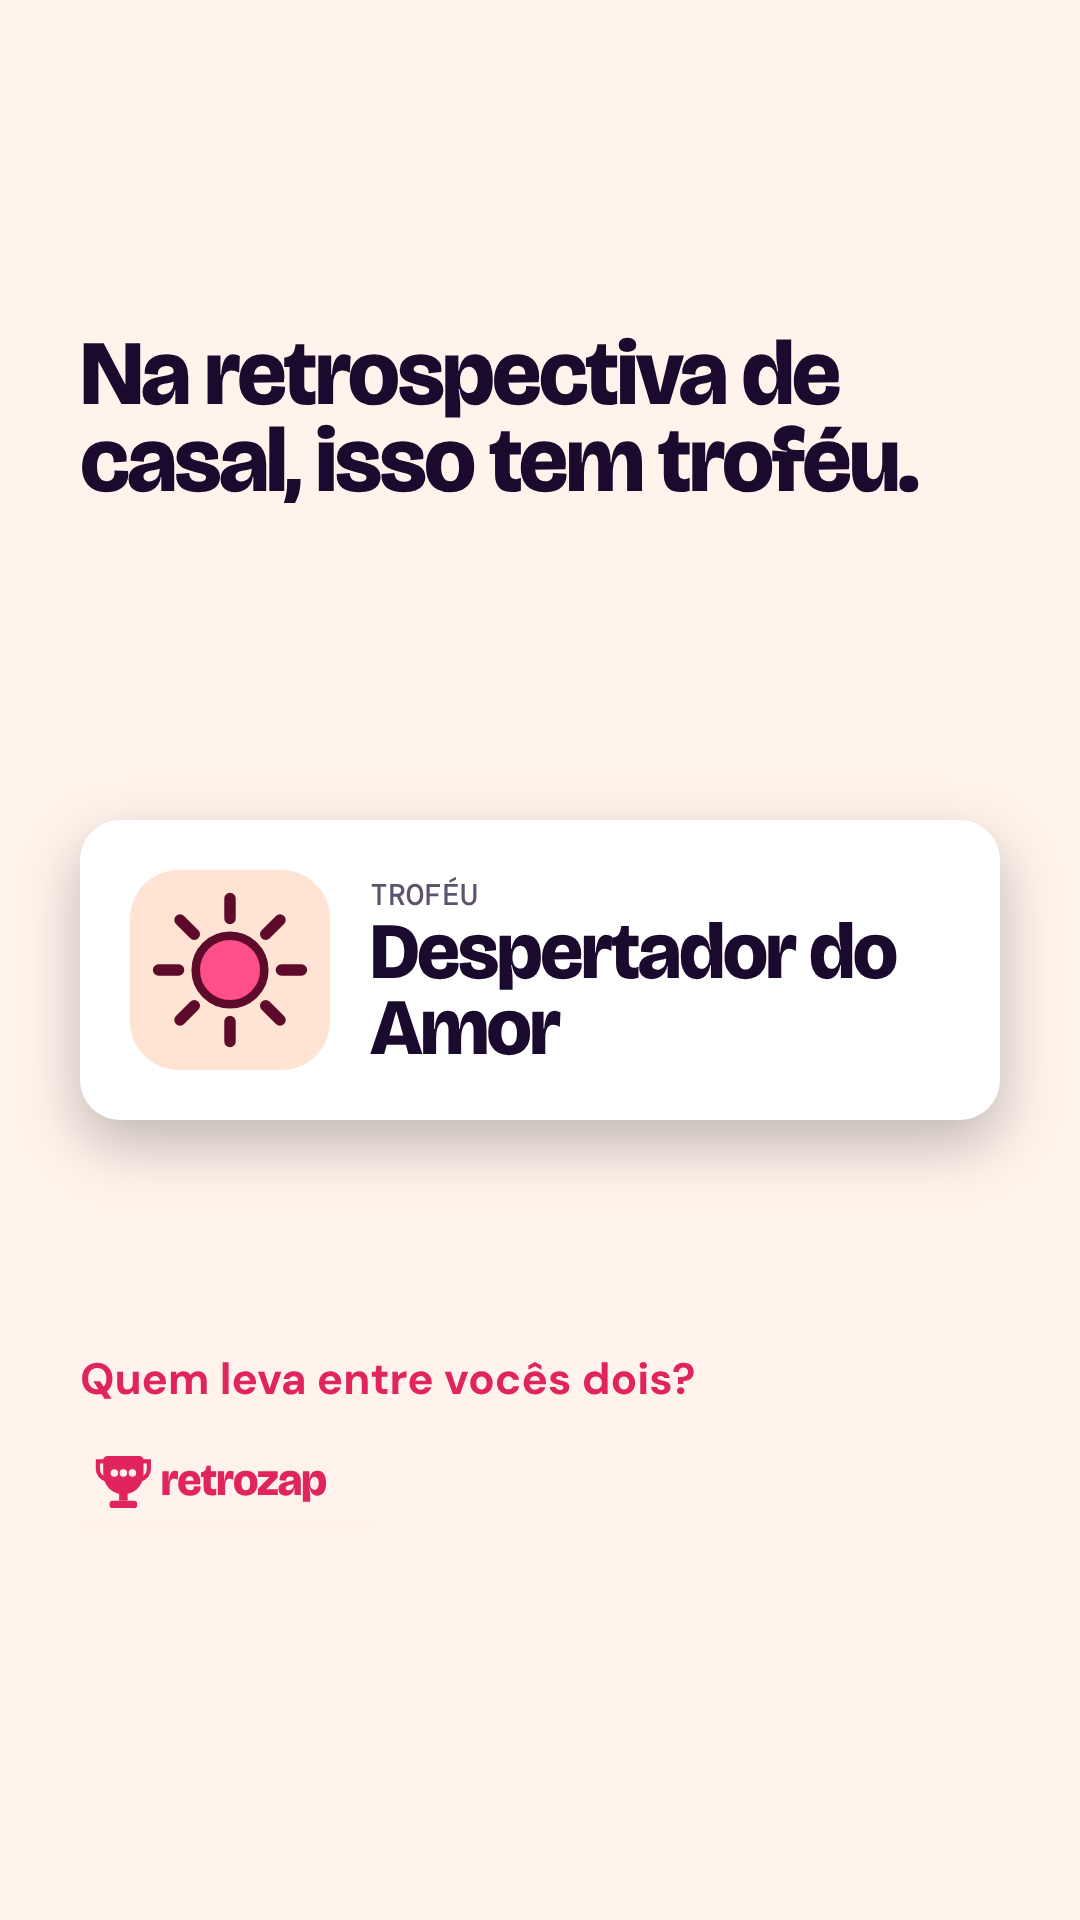 Na retrospectiva de
casal, isso tem troféu.
TROFÉU
Despertador do
Amor
Quem leva entre vocês dois?
retrozap